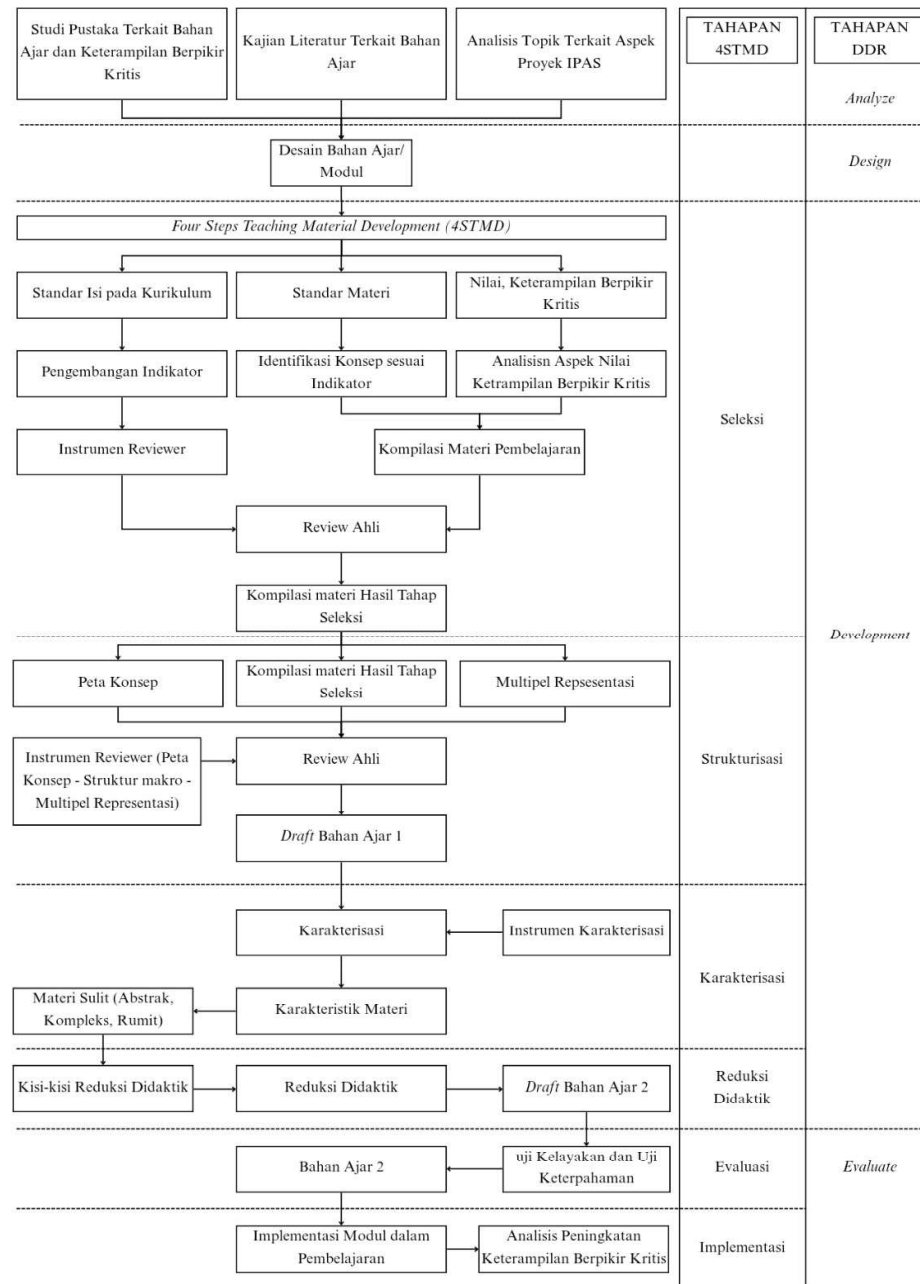 Studi Pustaka Terkait Bahan
Ajar dan Keterampilan Berpikir
Kritis
Kajian Literatur Terkait Bahan
Ajar
Analisis Topik Terkait Aspek
Proyek IPAS
TAHAPAN
4STMD
TAHAPAN
DDR
Analyze
Desain Bahan Ajar/
Modul
Design
Four Steps Teaching Material Development (4STMD)
Standar Isi pada Kurikulum
Standar Materi
Nilai, Keterampilan Berpikir
Kritis
Pengembangan Indikator
Identifikasi Konsep sesuai
Indikator
Analisisn Aspek Nilai
Ketrampilan Berpikir Kritis
Seleksi
Instrumen Reviewer
Kompilasi Materi Pembelajaran
Review Ahli
Kompilasi materi Hasil Tahap
Seleksi
Development
Peta Konsep
Kompilasi materi Hasil Tahap
Seleksi
Multipel Repsesentasi
Instrumen Reviewer (Peta
Konsep - Struktur makro -
Multipel Representasi)
Review Ahli
Strukturisasi
Draft Bahan Ajar 1
Karakterisasi
Instrumen Karakterisasi
Karakterisasi
Materi Sulit (Abstrak,
Kompleks, Rumit)
Karakteristik Materi
Kisi-kisi Reduksi Didaktik
Reduksi Didaktik
Draft Bahan Ajar 2
Reduksi
Didaktik
Bahan Ajar 2
uji Kelayakan dan Uji
Keterpahaman
Evaluasi
Evaluate
Implementasi Modul dalam
Pembelajaran
Analisis Peningkatan
Keterampilan Berpikir Kritis
Implementasi